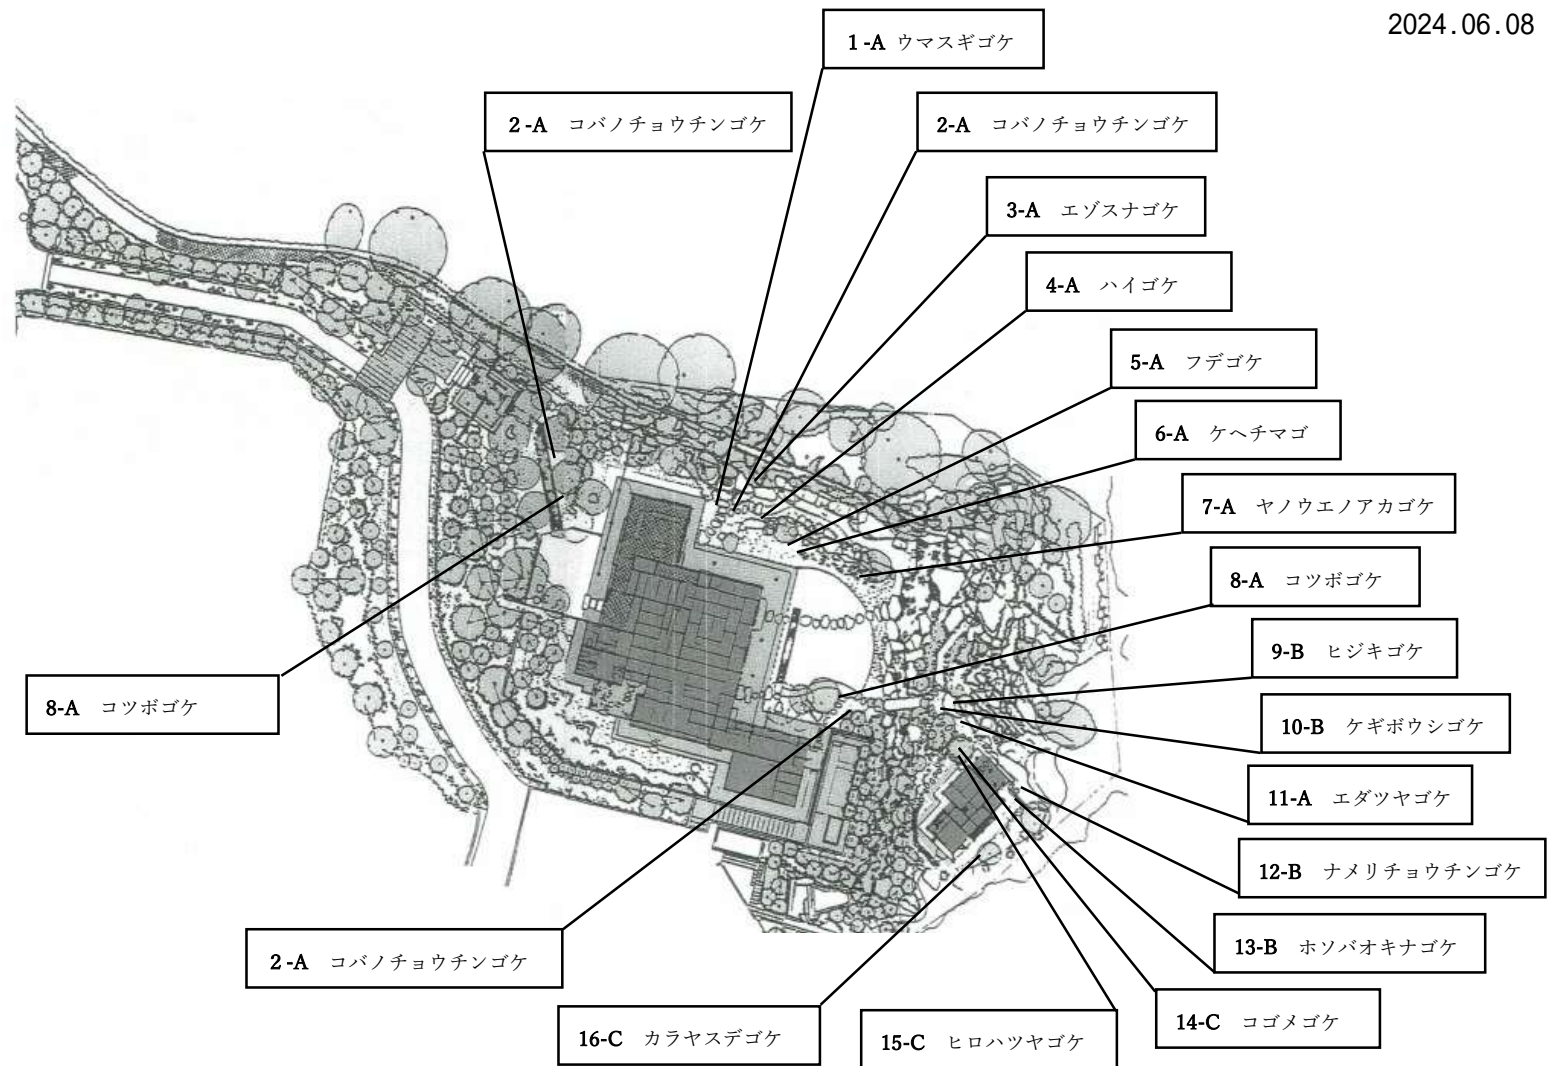 2024.06.08
1-A ウマスギゴケ
2-A コバノチョウチンゴケ
2-A コバノチョウチンゴケ
3-A エゾスナゴケ
4-A ハイゴケ
5-A フデゴケ
6-A ケヘチマゴ
7-A ヤノウエノアカゴケ
8-A コツボゴケ
9-B ヒジキゴケ
8-A コツボゴケ
10-B ケギボウシゴケ
11-A エダツヤゴケ
12-B ナメリチョウチンゴケ
13-B ホソバオキナゴケ
2-A コバノチョウチンゴケ
14-C コゴメゴケ
16-C カラヤスデゴケ
15-C ヒロハツヤゴケ